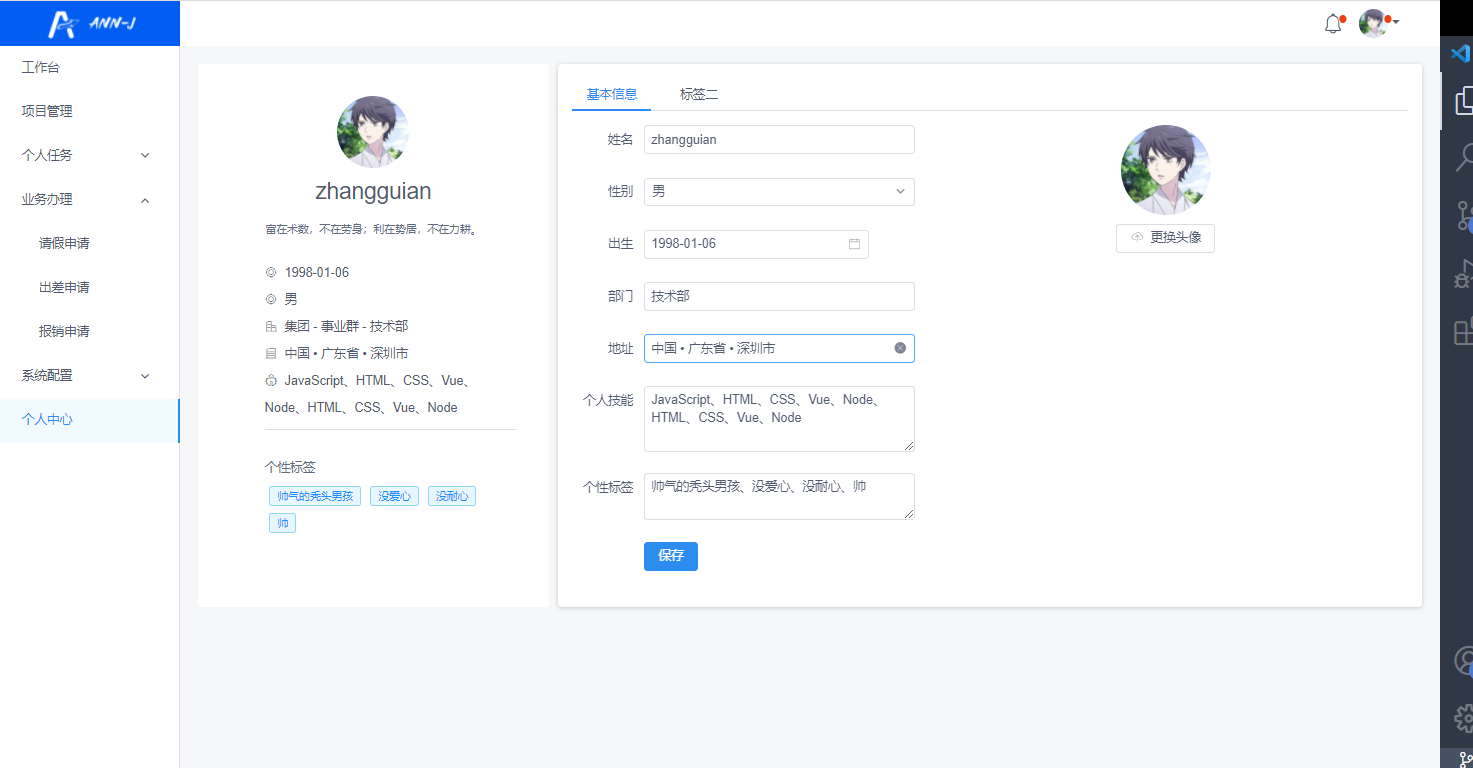 ANN-J
工作台
项目管理
个人任务
业务办理
请假申请
出差申请
报销申请
系统配置
个人中心
zhangguian
富在术数，不在劳身；利在势居，不在力耕。
1998-01-06
男
集团 - 事业群 - 技术部
中国 • 广东省 • 深圳市
JavaScript、HTML、CSS、Vue、
Node、HTML、CSS、Vue、Node
个性标签
帅气的秃头男孩 没爱心 没耐心
帅
基本信息 标签二
姓名 zhangguian
性别 男
出生 1998-01-06
部门 技术部
地址 中国 • 广东省 • 深圳市
个人技能 JavaScript、HTML、CSS、Vue、Node、
HTML、CSS、Vue、Node
个性标签 帅气的秃头男孩、没爱心、没耐心、帅
保存
更换头像